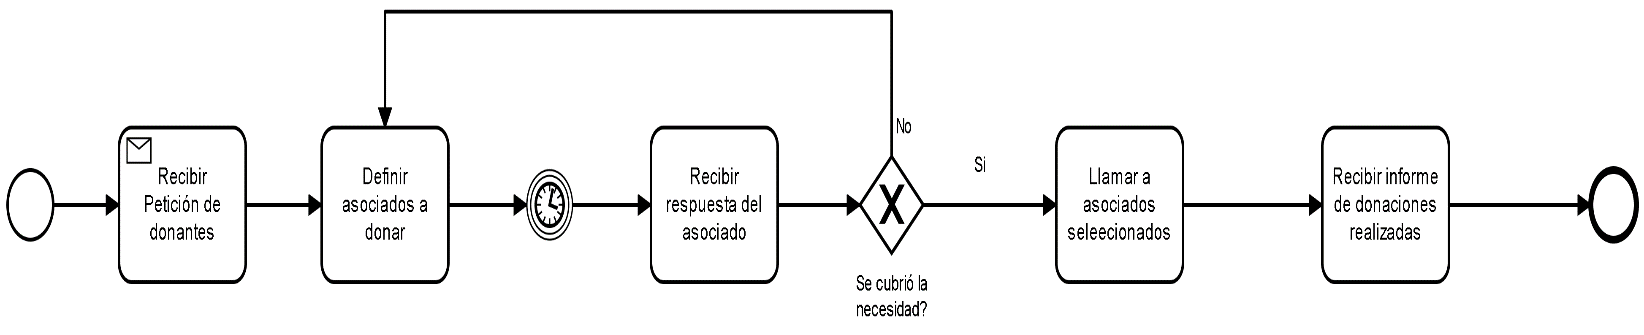 Recibir
Petición de
donantes
Definir
asociados a
donar
Recibir
respuesta del
asociado
No
Se cubrió la
necesidad?
Si
Llamar a
asociados
seleecionados
Recibir informe
de donaciones
realizadas